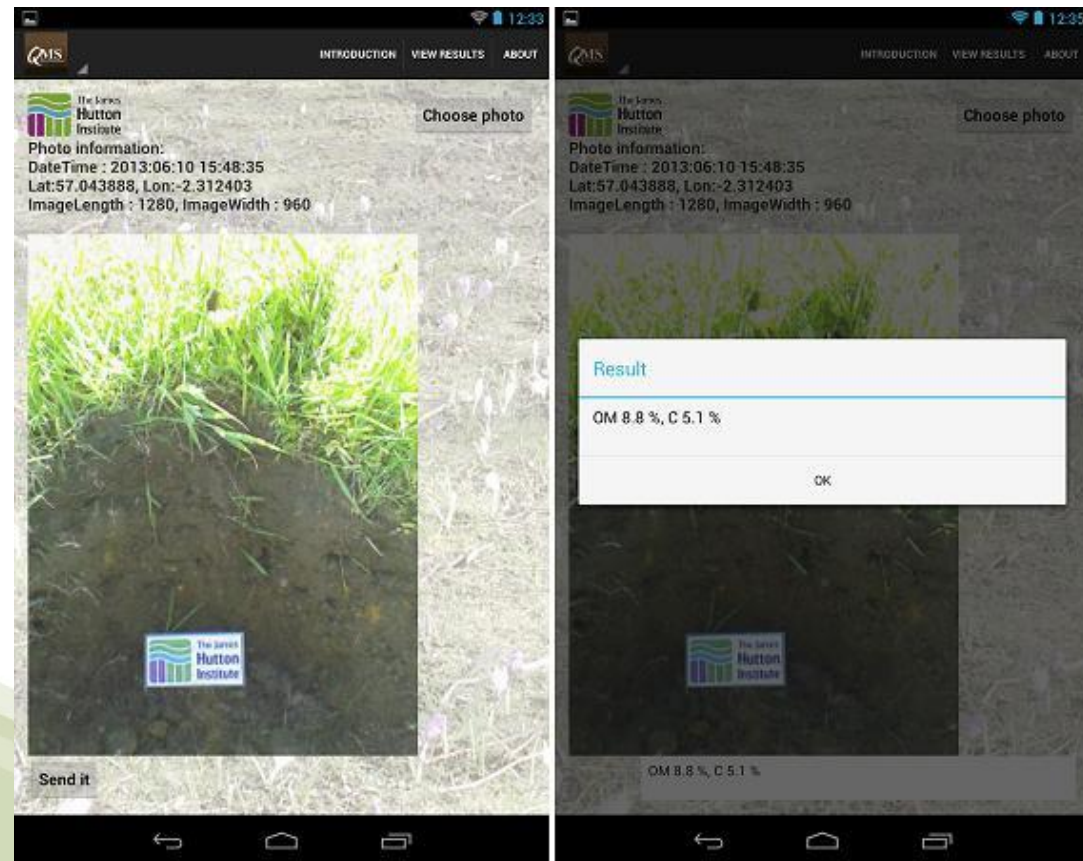 12:33
QMS
INTRODUCTION VIEW RESULTS ABOUT
The James
Hutton
Institute
Choose photo
Photo information:
DateTime : 2013:06:10 15:48:35
Lat:57.043888, Lon:-2.312403
ImageLength : 1280, ImageWidth : 960
The James
Hutton
Institute
Send it
12:35
QMS
INTRODUCTION VIEW RESULTS ABOUT
The James
Hutton
Institute
Choose photo
Photo information:
DateTime : 2013:06:10 15:48:35
Lat:57.043888, Lon:-2.312403
ImageLength : 1280, ImageWidth : 960
Result
OM 8.8 %, C 5.1 %
OK
The James
Hutton
Institute
OM 8.8 %, C 5.1 %